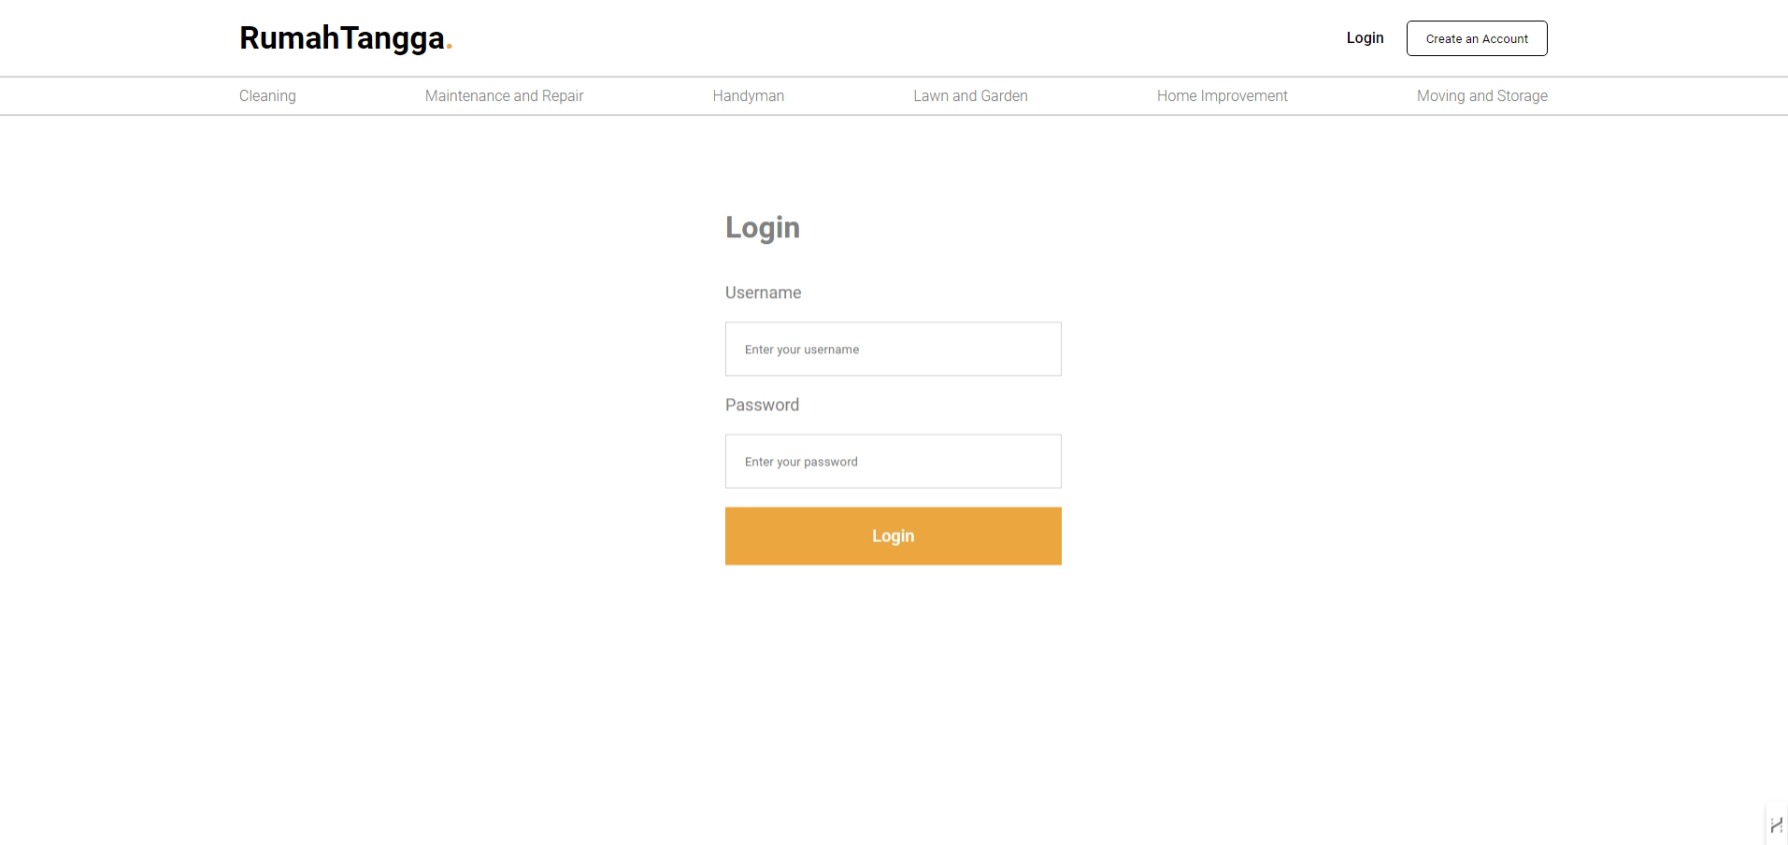 RumahTangga.
Login
Create an Account
Cleaning
Maintenance and Repair
Handyman
Lawn and Garden
Home Improvement
Moving and Storage
Login
Username
Enter your username
Password
Enter your password
Login